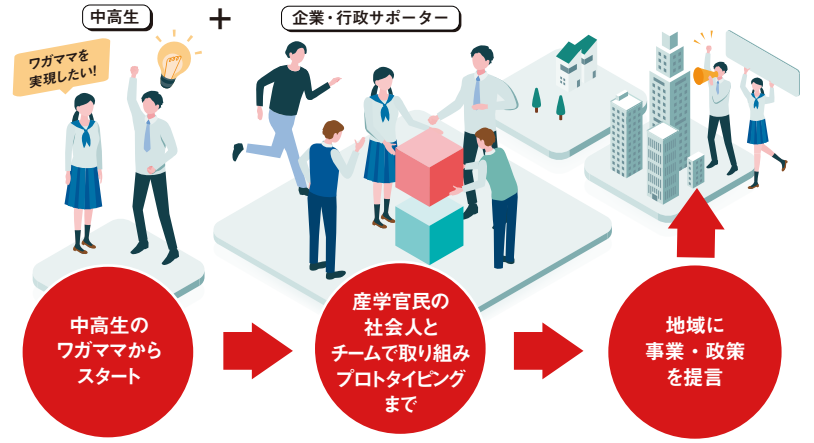 中高生
+
企業・行政サポーター
ワガママを
実現したい!
中高生の
ワガママから
スタート
産学官民の
社会人と
チームで取り組み
プロトタイピング
まで
地域に
事業・政策
を提言